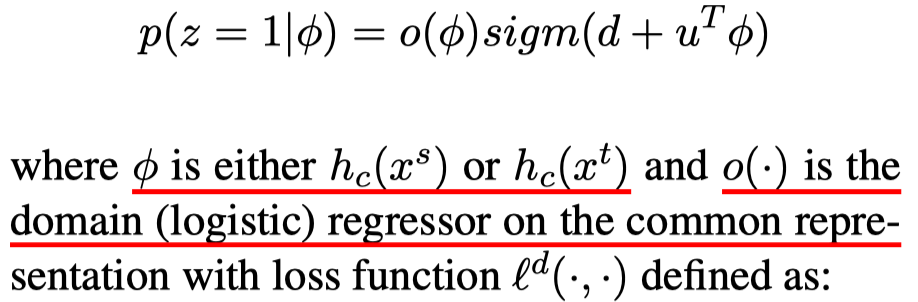 p(z = 1|ϕ) = o(ϕ)sigm(d + u^T ϕ)
where ϕ is either h_c(x^s) or h_c(x^t) and o(·) is the
domain (logistic) regressor on the common repre-
sentation with loss function ℓ^d(·, ·) defined as: